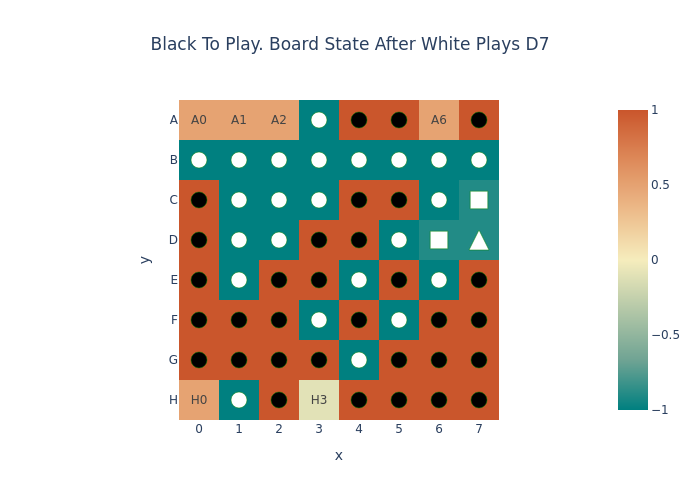 Black To Play. Board State After White Plays D7
A
A0 A1 A2 A6
B
C
D
E
F
G
H
H0 H3
0 1 2 3 4 5 6 7
x
y
1
0.5
0
−0.5
−1